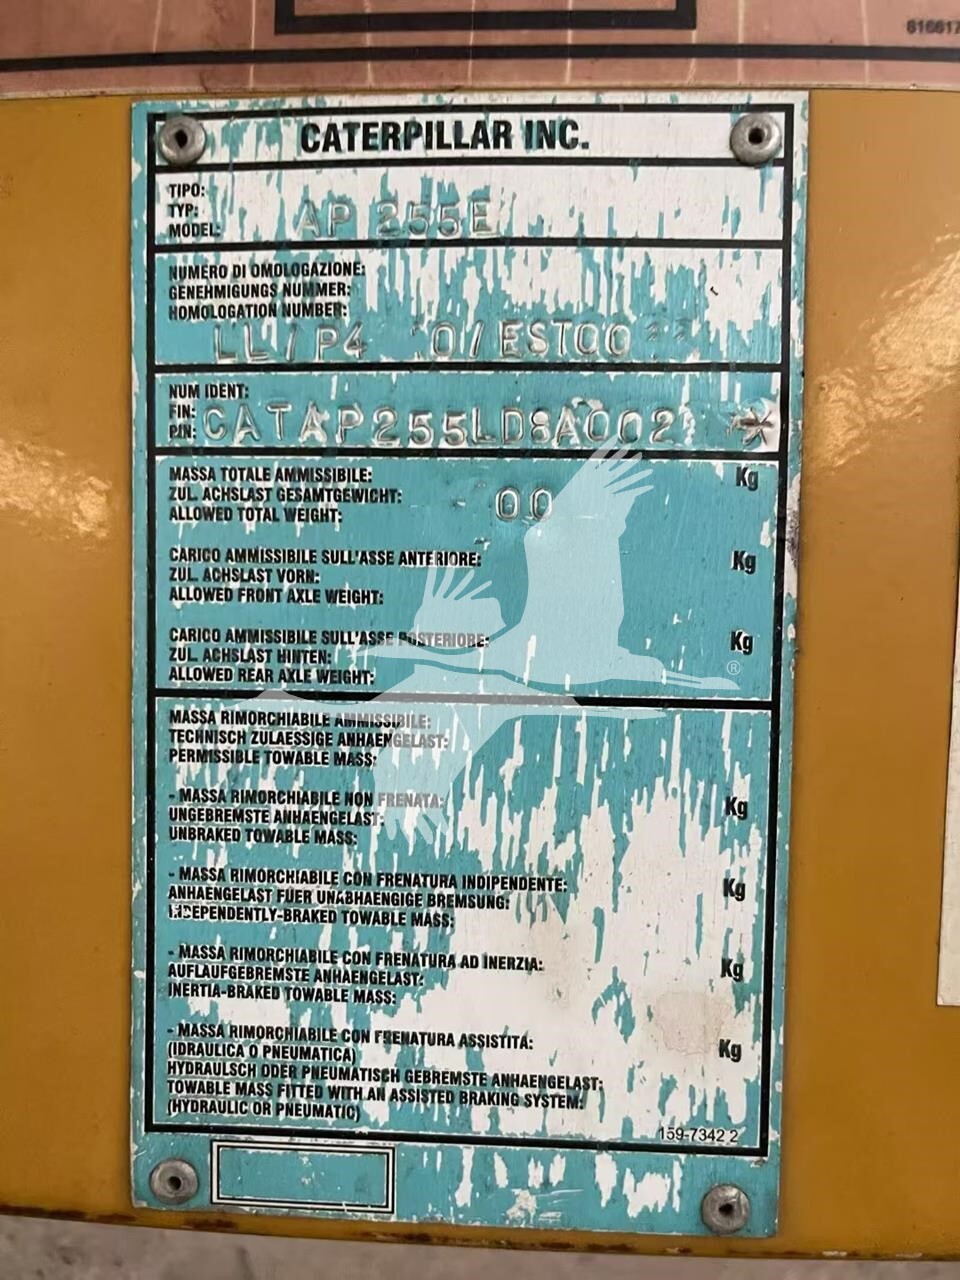 616617
CATERPILLAR INC.
TIPO:
TYP:
MODEL: AP 255E
NUMERO DI OMOLOGAZIONE:
GENEHMIGUNGS NUMMER:
HOMOLOGATION NUMBER:
LL/P4 0/EST00
NUM IDENT:
FIN:
P.I.N: CATAP255LD8A002 *
MASSA TOTALE AMMISSIBILE: Kg
ZUL. ACHSLAST GESAMTGEWICHT: 00
ALLOWED TOTAL WEIGHT:
CARICO AMMISSIBILE SULL'ASSE ANTERIORE: Kg
ZUL. ACHSLAST VORN:
ALLOWED FRONT AXLE WEIGHT:
CARICO AMMISSIBILE SULL'ASSE POSTERIORE: Kg
ZUL. ACHSLAST HINTEN:
ALLOWED REAR AXLE WEIGHT:
®
MASSA RIMORCHIABILE AMMISSIBILE:
TECHNISCH ZULAESSIGE ANHAENGELAST:
PERMISSIBLE TOWABLE MASS:
- MASSA RIMORCHIABILE NON FRENATA: Kg
UNGEBREMSTE ANHAENGELAST:
UNBRAKED TOWABLE MASS:
- MASSA RIMORCHIABILE CON FRENATURA INDIPENDENTE: Kg
ANHAENGELAST FUER UNABHAENGIGE BREMSUNG:
INDEPENDENTLY-BRAKED TOWABLE MASS:
- MASSA RIMORCHIABILE CON FRENATURA AD INERZIA: Kg
AUFLAUFGEBREMSTE ANHAENGELAST:
INERTIA-BRAKED TOWABLE MASS:
- MASSA RIMORCHIABILE CON FRENATURA ASSISTITA: Kg
(IDRAULICA O PNEUMATICA)
HYDRAULSCH ODER PNEUMATISCH GEBREMSTE ANHAENGELAST:
TOWABLE MASS FITTED WITH AN ASSISTED BRAKING SYSTEM:
(HYDRAULIC OR PNEUMATIC)
159-7342 2